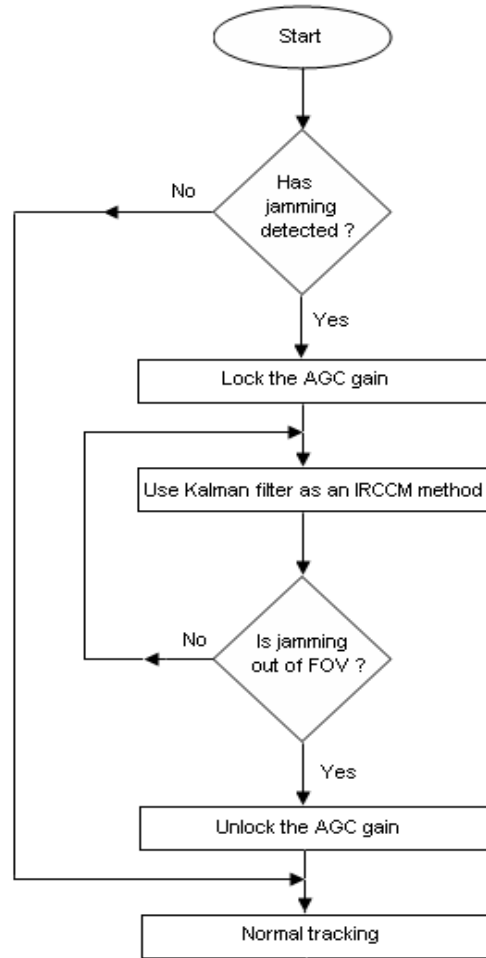 Start
Has
jamming
detected ?
No
Yes
Lock the AGC gain
Use Kalman filter as an IRCCM method
Is jamming
out of FOV ?
No
Yes
Unlock the AGC gain
Normal tracking